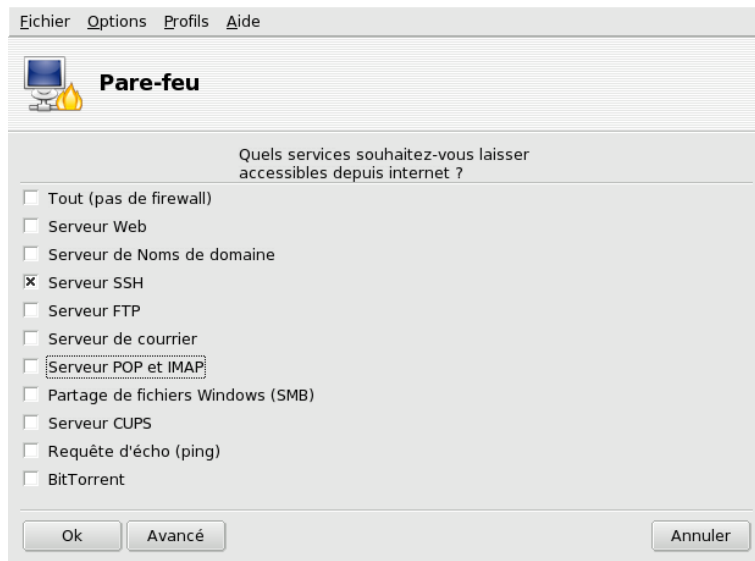 Fichier Options Profils Aide
Pare-feu
Quels services souhaitez-vous laisser
accessibles depuis internet ?
Tout (pas de firewall)
Serveur Web
Serveur de Noms de domaine
Serveur SSH
Serveur FTP
Serveur de courrier
Serveur POP et IMAP
Partage de fichiers Windows (SMB)
Serveur CUPS
Requête d'écho (ping)
BitTorrent
Ok Avancé Annuler